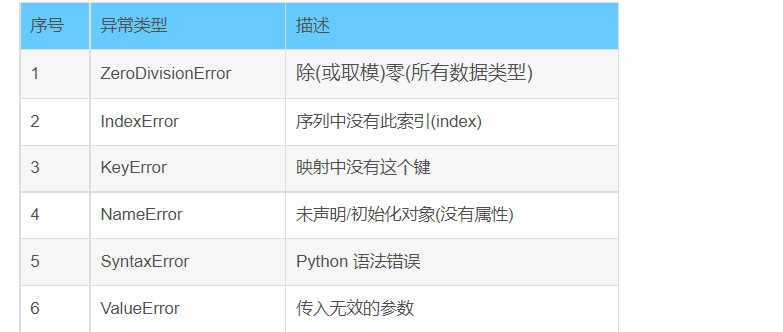 序号 异常类型 描述
1 ZeroDivisionError 除(或取模)零(所有数据类型)
2 IndexError 序列中没有此索引(index)
3 KeyError 映射中没有这个键
4 NameError 未声明/初始化对象(没有属性)
5 SyntaxError Python 语法错误
6 ValueError 传入无效的参数